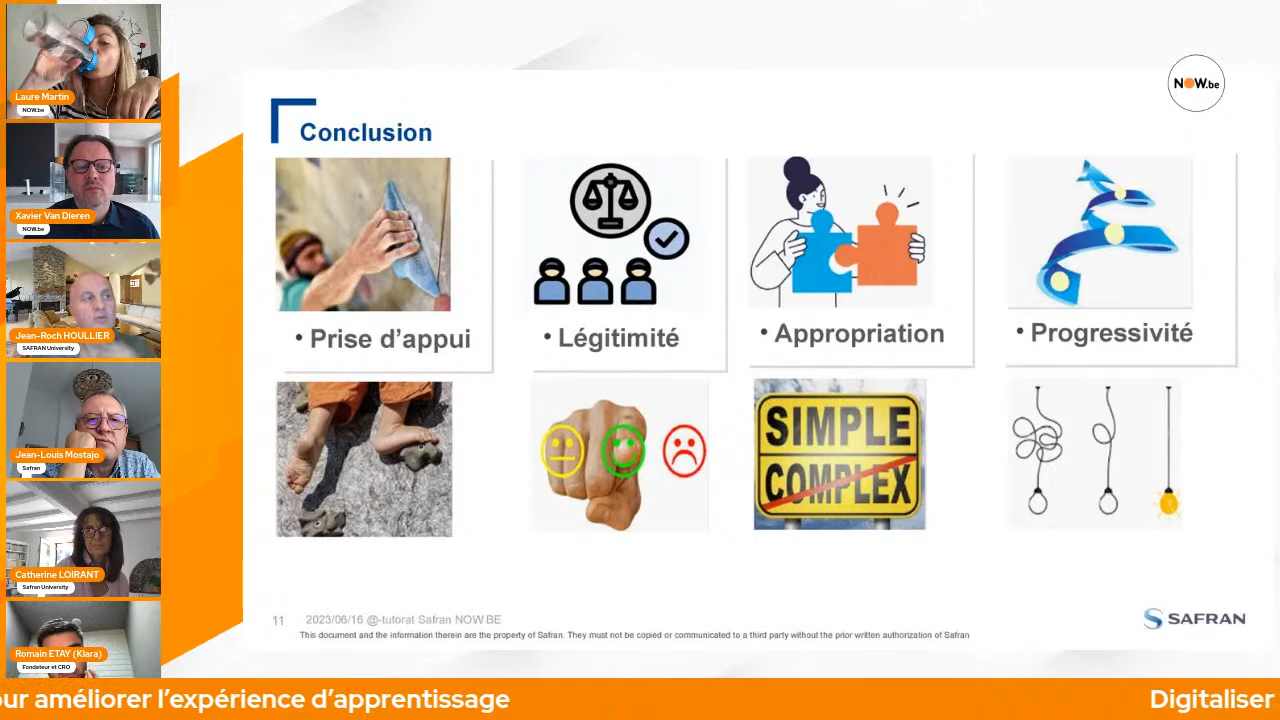 Laure Martin
NOW.be
Xavier Van Dieren
NOW.be
Jean-Roch HOULLIER
SAFRAN University
Jean-Louis Mostajo
Safran
Catherine LOIRANT
Safran University
Romain ETAY (Klara)
Fondateur et CRO
NOW.be
Conclusion
• Prise d’appui
• Légitimité
• Appropriation
• Progressivité
SIMPLE
COMPLEX
11 2023/06/16 @-tutorat Safran NOW BE
This document and the information therein are the property of Safran. They must not be copied or communicated to a third party without the prior written authorization of Safran
SAFRAN
our améliorer l’expérience d’apprentissage Digitaliser